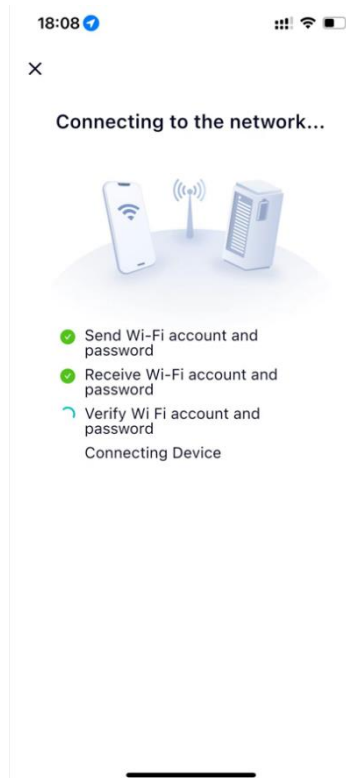 18:08
Connecting to the network...
Send Wi-Fi account and
password
Receive Wi-Fi account and
password
Verify Wi Fi account and
password
Connecting Device